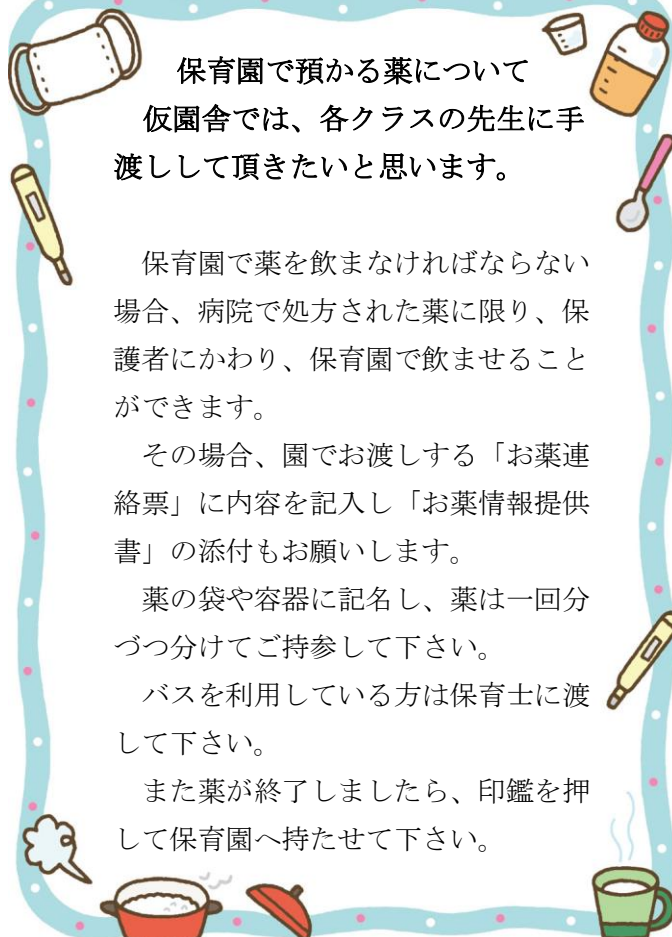 保育園で預かる薬について
仮園舎では、各クラスの先生に手
渡しして頂きたいと思います。
保育園で薬を飲まなければならない
場合、病院で処方された薬に限り、保
護者にかわり、保育園で飲ませること
ができます。
その場合、園でお渡しする「お薬連
絡票」に内容を記入し「お薬情報提供
書」の添付もお願いします。
薬の袋や容器に記名し、薬は一回分
づつ分けてご持参して下さい。
バスを利用している方は保育士に渡
して下さい。
また薬が終了しましたら、印鑑を押
して保育園へ持たせて下さい。